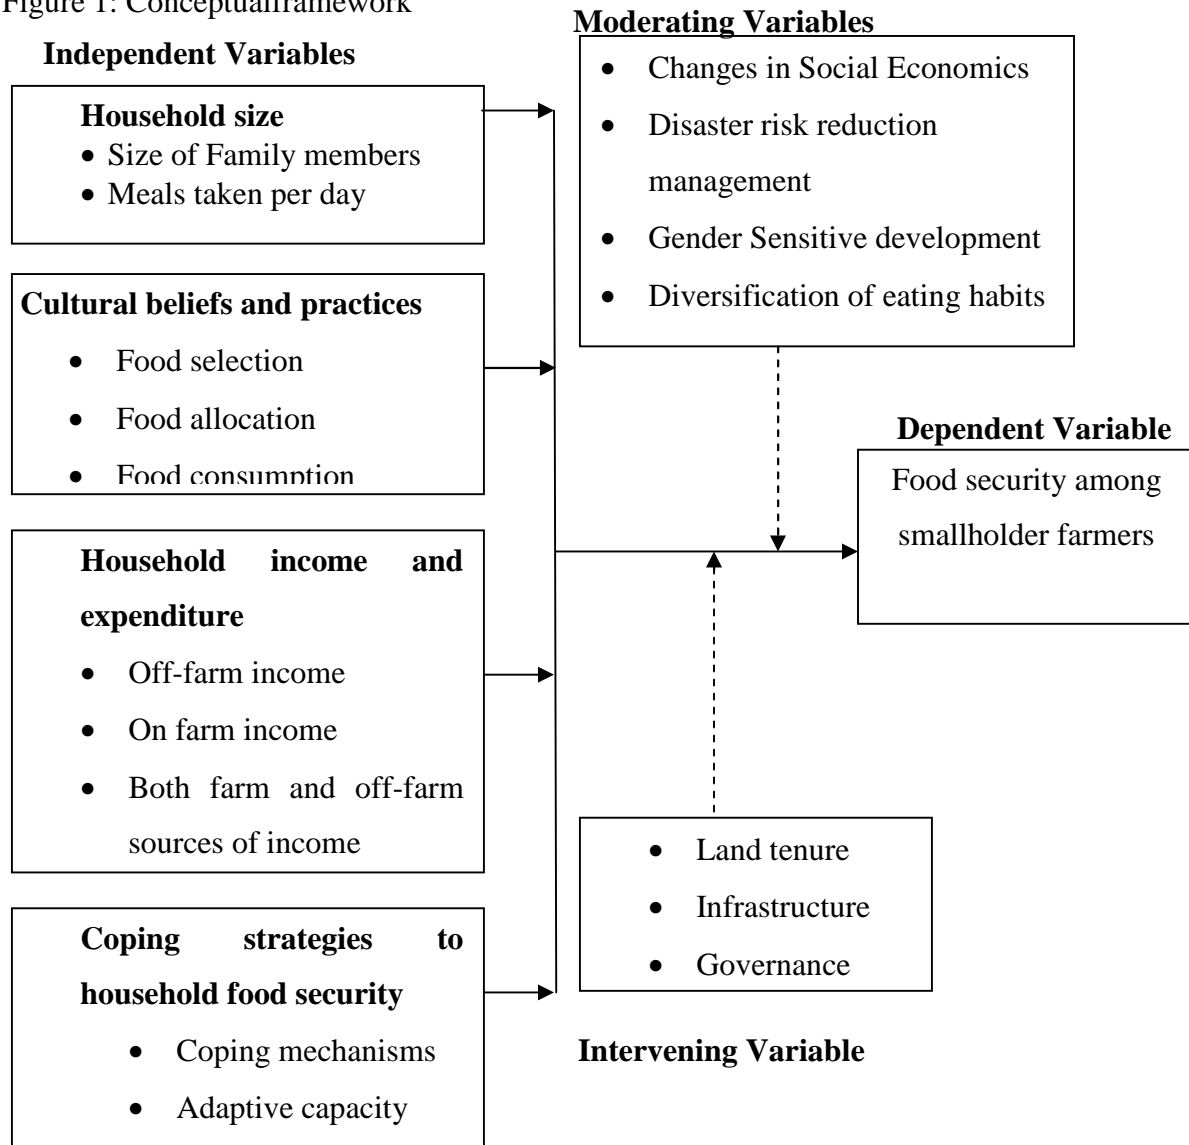 Figure 1: Conceptualframework
Independent Variables
Household size
• Size of Family members
• Meals taken per day
Cultural beliefs and practices
• Food selection
• Food allocation
• Food consumption
Household income and
expenditure
• Off-farm income
• On farm income
• Both farm and off-farm
sources of income
Coping strategies to
household food security
• Coping mechanisms
• Adaptive capacity
Moderating Variables
• Changes in Social Economics
• Disaster risk reduction
management
• Gender Sensitive development
• Diversification of eating habits
Dependent Variable
Food security among
smallholder farmers
• Land tenure
• Infrastructure
• Governance
Intervening Variable